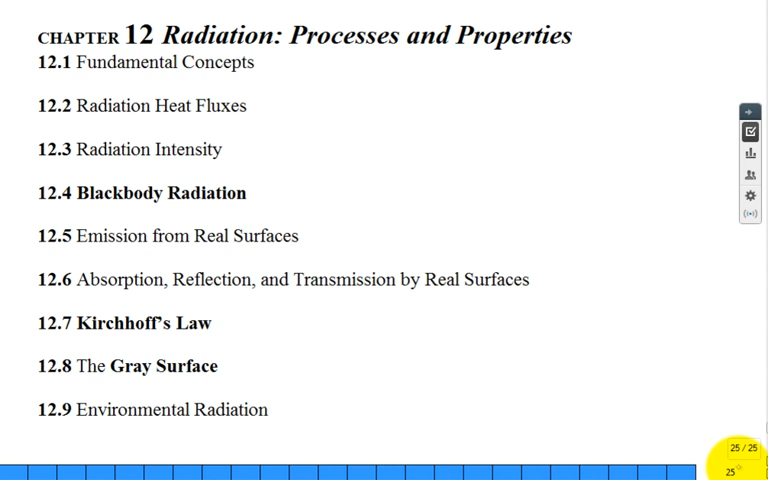 CHAPTER 12 Radiation: Processes and Properties
12.1 Fundamental Concepts
12.2 Radiation Heat Fluxes
12.3 Radiation Intensity
12.4 Blackbody Radiation
12.5 Emission from Real Surfaces
12.6 Absorption, Reflection, and Transmission by Real Surfaces
12.7 Kirchhoff's Law
12.8 The Gray Surface
12.9 Environmental Radiation
25 / 25
25